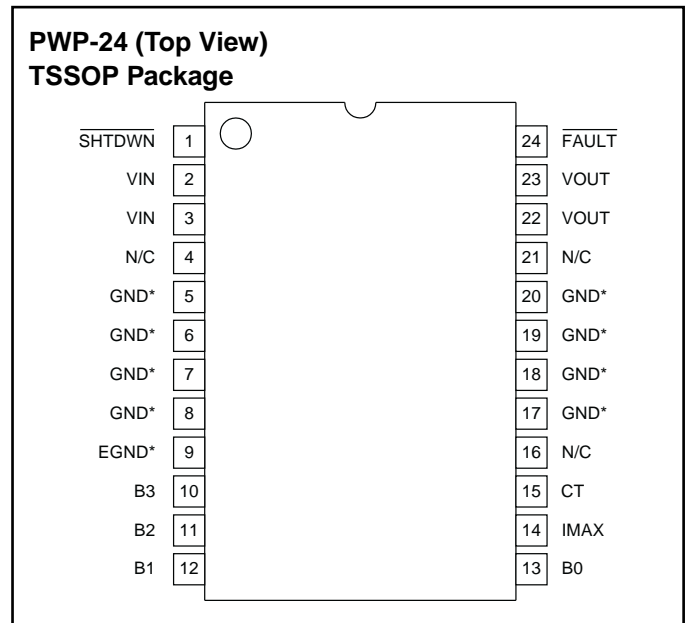 PWP-24 (Top View)
TSSOP Package
SHTDWN 1 24 FAULT
VIN 2 23 VOUT
VIN 3 22 VOUT
N/C 4 21 N/C
GND* 5 20 GND*
GND* 6 19 GND*
GND* 7 18 GND*
GND* 8 17 GND*
EGND* 9 16 N/C
B3 10 15 CT
B2 11 14 IMAX
B1 12 13 B0